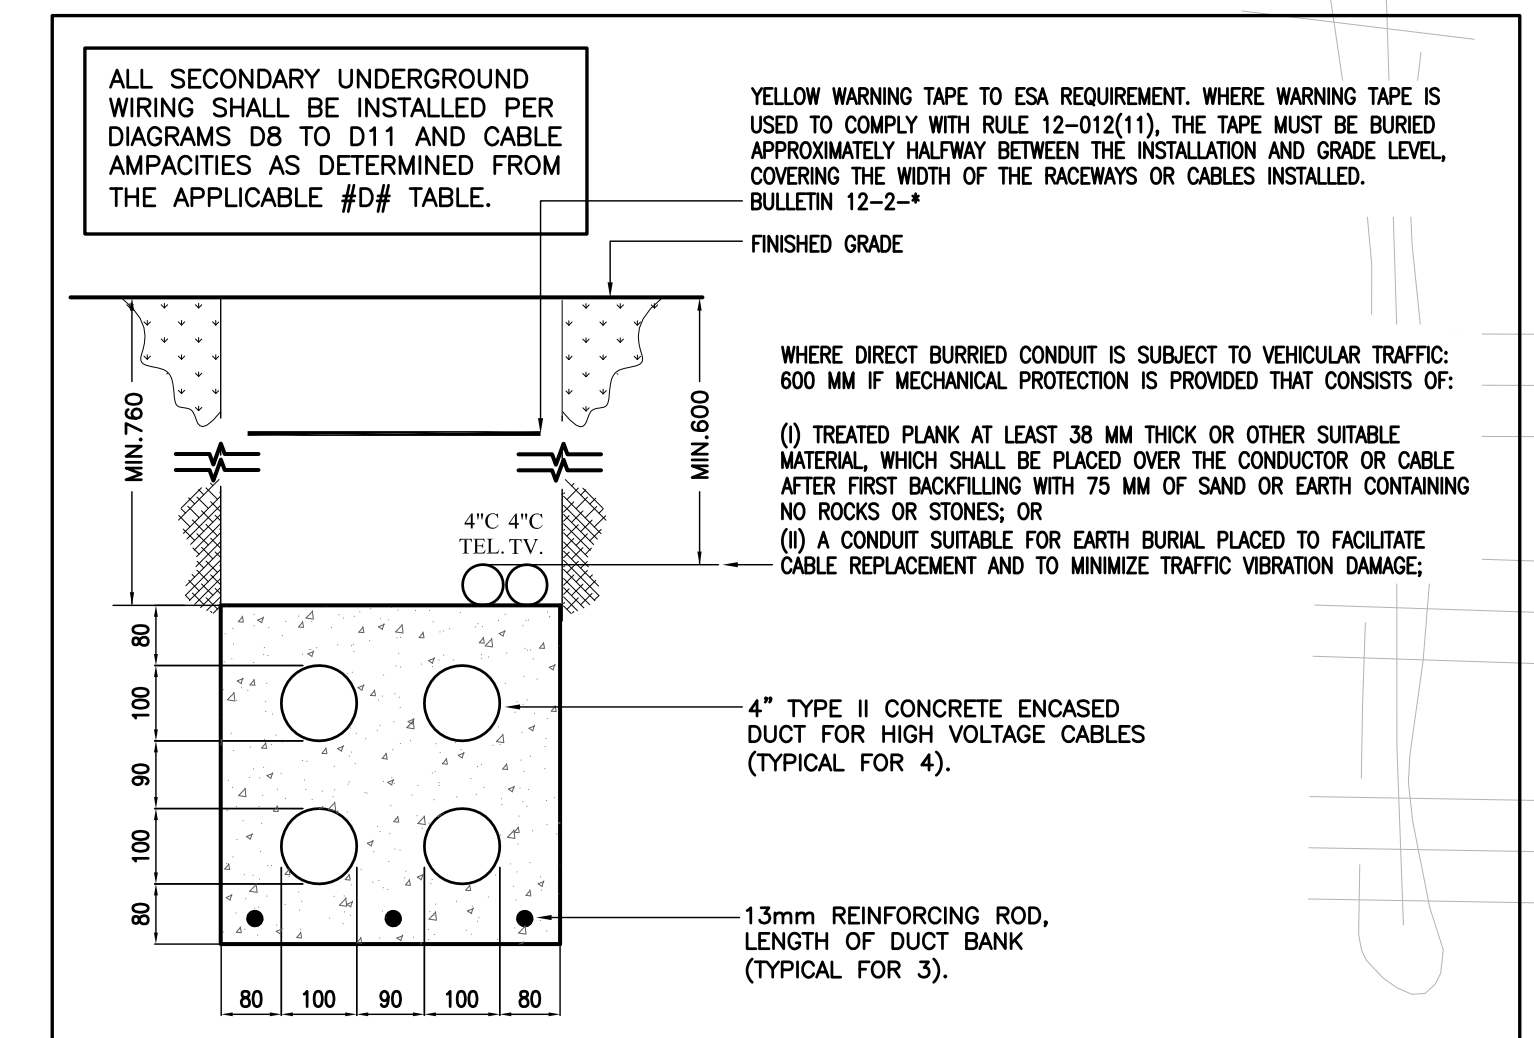 ALL SECONDARY UNDERGROUND
WIRING SHALL BE INSTALLED PER
DIAGRAMS D8 TO D11 AND CABLE
AMPACITIES AS DETERMINED FROM
THE APPLICABLE #D# TABLE.
YELLOW WARNING TAPE TO ESA REQUIREMENT. WHERE WARNING TAPE IS
USED TO COMPLY WITH RULE 12-012(11), THE TAPE MUST BE BURIED
APPROXIMATELY HALFWAY BETWEEN THE INSTALLATION AND GRADE LEVEL,
COVERING THE WIDTH OF THE RACEWAYS OR CABLES INSTALLED.
BULLETIN 12-2-*
FINISHED GRADE
MIN.760
MIN.600
WHERE DIRECT BURRIED CONDUIT IS SUBJECT TO VEHICULAR TRAFFIC:
600 MM IF MECHANICAL PROTECTION IS PROVIDED THAT CONSISTS OF:
(I) TREATED PLANK AT LEAST 38 MM THICK OR OTHER SUITABLE
MATERIAL, WHICH SHALL BE PLACED OVER THE CONDUCTOR OR CABLE
AFTER FIRST BACKFILLING WITH 75 MM OF SAND OR EARTH CONTAINING
NO ROCKS OR STONES; OR
(II) A CONDUIT SUITABLE FOR EARTH BURIAL PLACED TO FACILITATE
CABLE REPLACEMENT AND TO MINIMIZE TRAFFIC VIBRATION DAMAGE;
4"C 4"C
TEL. TV.
80
100
90
100
80
4" TYPE II CONCRETE ENCASED
DUCT FOR HIGH VOLTAGE CABLES
(TYPICAL FOR 4).
13mm REINFORCING ROD,
LENGTH OF DUCT BANK
(TYPICAL FOR 3).
80 100 90 100 80